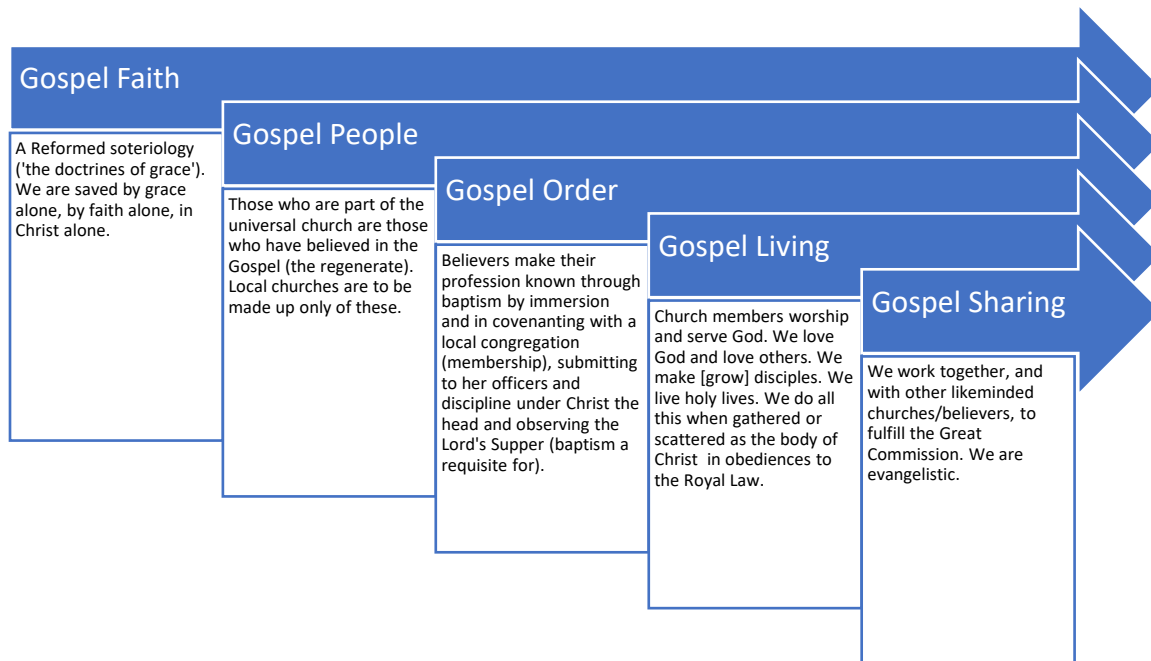 Gospel Faith
A Reformed soteriology
('the doctrines of grace').
We are saved by grace
alone, by faith alone, in
Christ alone.
Gospel People
Those who are part of the
universal church are those
who have believed in the
Gospel (the regenerate).
Local churches are to be
made up only of these.
Gospel Order
Believers make their
profession known through
baptism by immersion
and in covenanting with a
local congregation
(membership), submitting
to her officers and
discipline under Christ the
head and observing the
Lord's Supper (baptism a
requisite for).
Gospel Living
Church members worship
and serve God. We love
God and love others. We
make [grow] disciples. We
live holy lives. We do all
this when gathered or
scattered as the body of
Christ  in obediences to
the Royal Law.
Gospel Sharing
We work together, and
with other likeminded
churches/believers, to
fulfill the Great
Commission. We are
evangelistic.